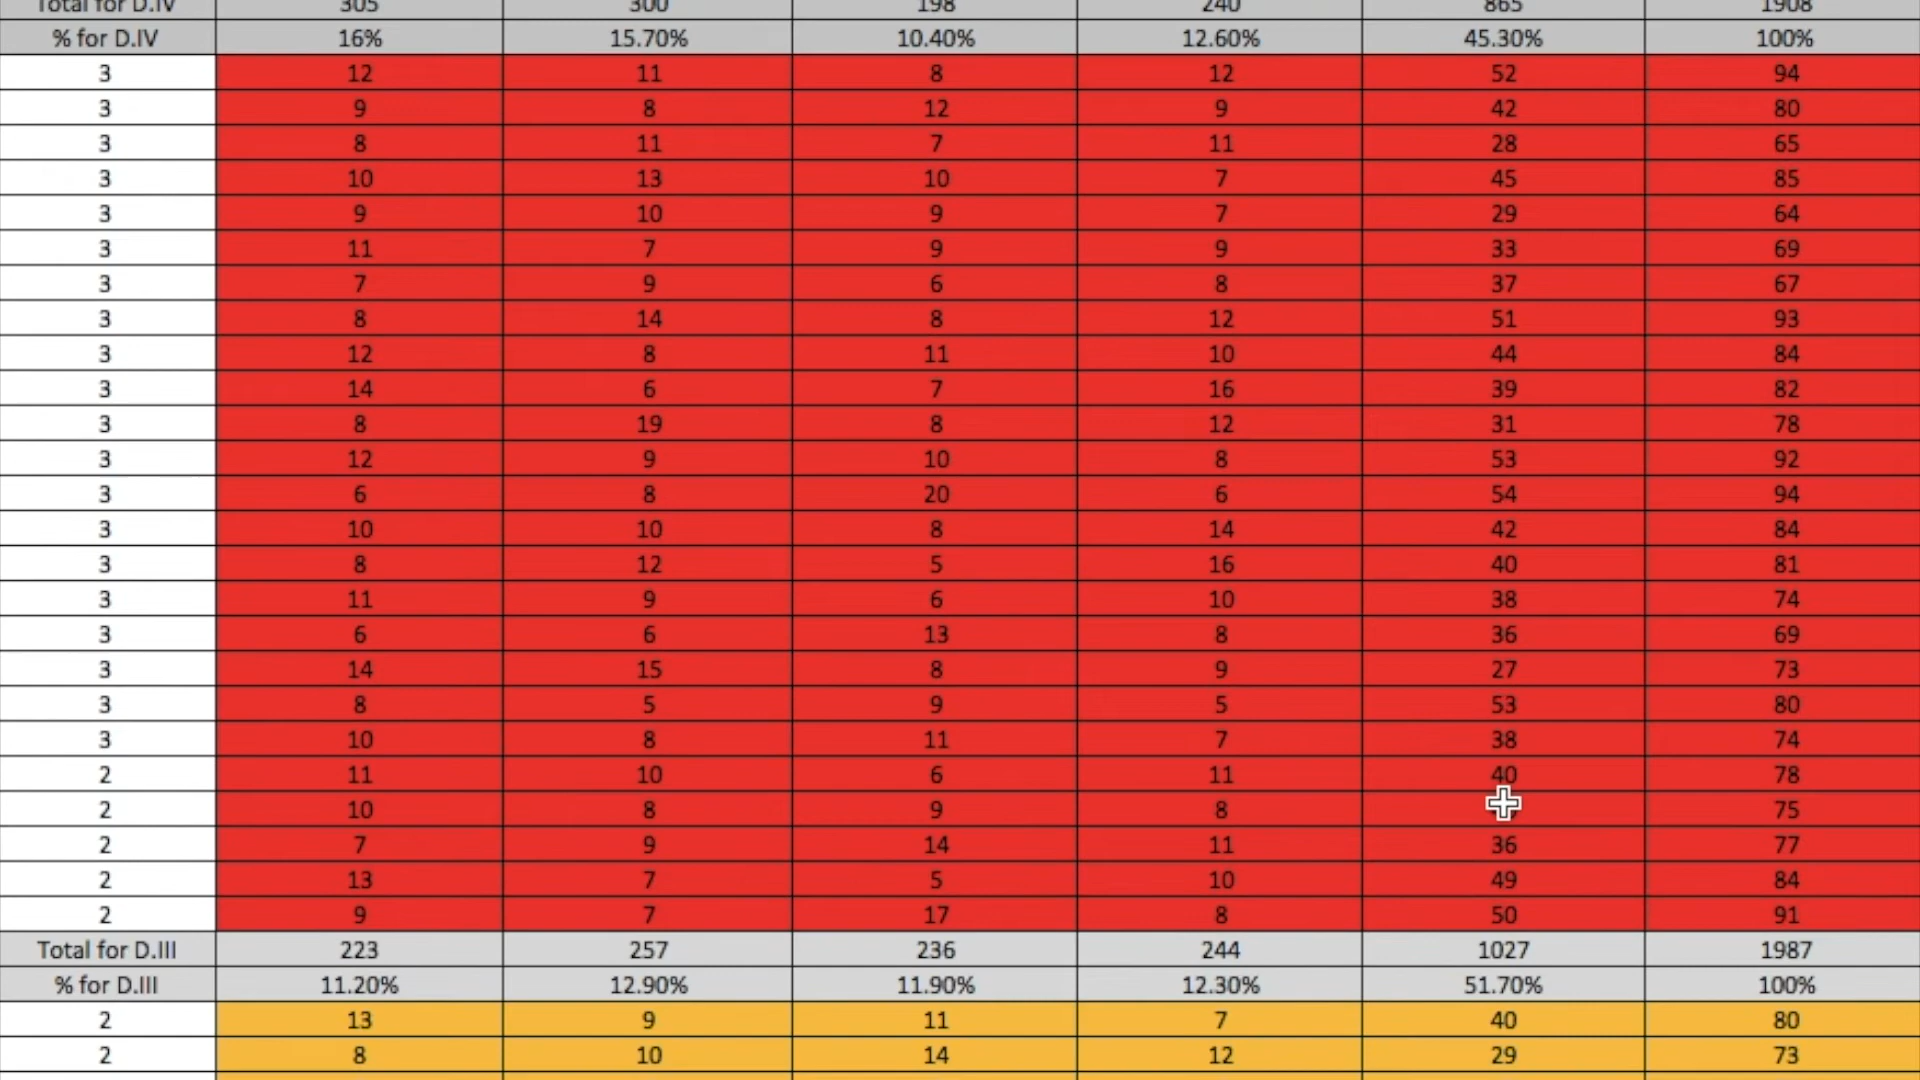 Total for D.IV 305 300 198 240 865 1908
% for D.IV 16% 15.70% 10.40% 12.60% 45.30% 100%
3 12 11 8 12 52 94
3 9 8 12 9 42 80
3 8 11 7 11 28 65
3 10 13 10 7 45 85
3 9 10 9 7 29 64
3 11 7 9 9 33 69
3 7 9 6 8 37 67
3 8 14 8 12 51 93
3 12 8 11 10 44 84
3 14 6 7 16 39 82
3 8 19 8 12 31 78
3 12 9 10 8 53 92
3 6 8 20 6 54 94
3 10 10 8 14 42 84
3 8 12 5 16 40 81
3 11 9 6 10 38 74
3 6 6 13 8 36 69
3 14 15 8 9 27 73
3 8 5 9 5 53 80
3 10 8 11 7 38 74
2 11 10 6 11 40 78
2 10 8 9 8 75
2 7 9 14 11 36 77
2 13 7 5 10 49 84
2 9 7 17 8 50 91
Total for D.III 223 257 236 244 1027 1987
% for D.III 11.20% 12.90% 11.90% 12.30% 51.70% 100%
2 13 9 11 7 40 80
2 8 10 14 12 29 73